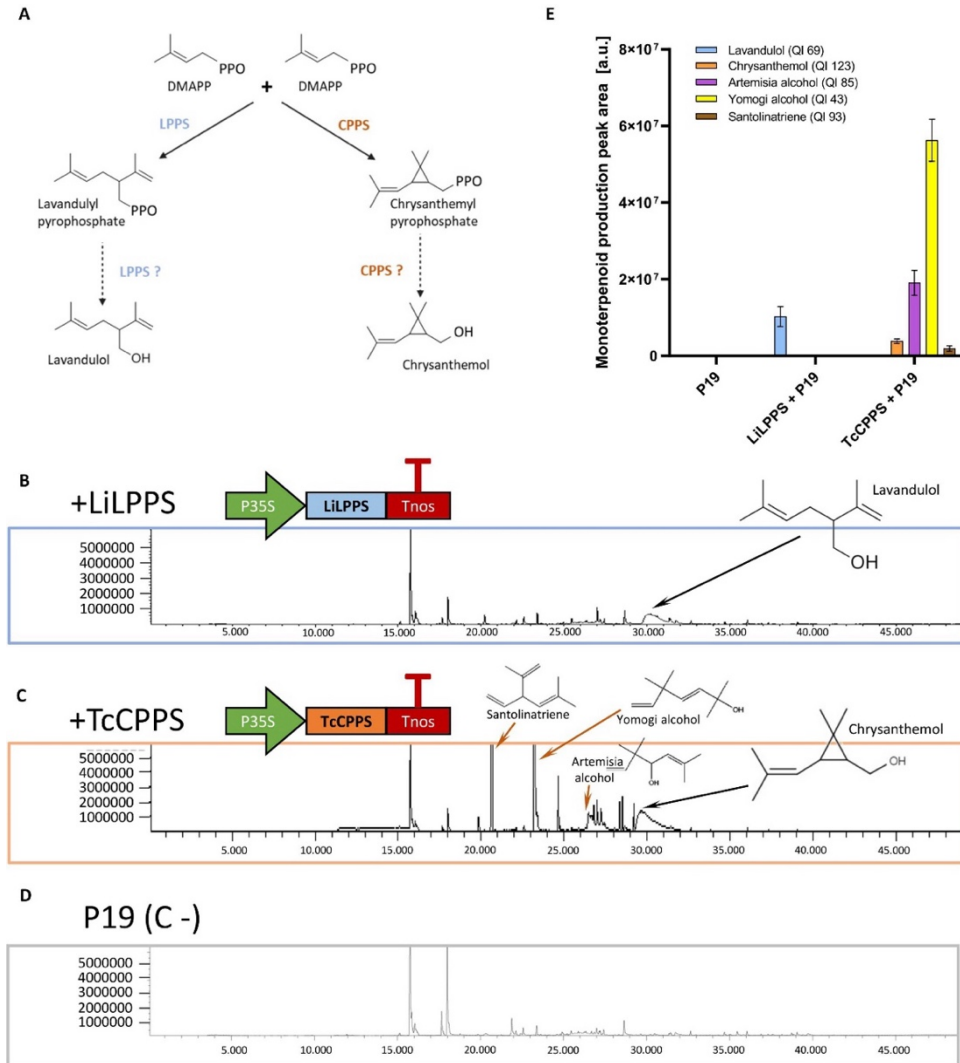 A
PPO
DMAPP
+
PPO
DMAPP
LPPS
CPPS
PPO
Lavandulyl
pyrophosphate
PPO
Chrysanthemyl
pyrophosphate
LPPS ?
CPPS ?
OH
Lavandulol
OH
Chrysanthemol
E
Monoterpenoid production peak area [a.u.]
8×10⁷
6×10⁷
4×10⁷
2×10⁷
0
Lavandulol (QI 69)
Chrysanthemol (QI 123)
Artemisia alcohol (QI 85)
Yomogi alcohol (QI 43)
Santolinatriene (QI 93)
P19
LiLPPS + P19
TcCPPS + P19
B
+LiLPPS
P35S
LiLPPS
Tnos
Lavandulol
OH
5000000
4000000
3000000
2000000
1000000
5.000 10.000 15.000 20.000 25.000 30.000 35.000 40.000 45.000
C
+TcCPPS
P35S
TcCPPS
Tnos
Santolinatriene
OH
Yomogi alcohol
Artemisia
alcohol
OH
Chrysanthemol
OH
5000000
4000000
3000000
2000000
1000000
5.000 10.000 15.000 20.000 25.000 30.000 35.000 40.000 45.000
D
P19 (C -)
5000000
4000000
3000000
2000000
1000000
5.000 10.000 15.000 20.000 25.000 30.000 35.000 40.000 45.000